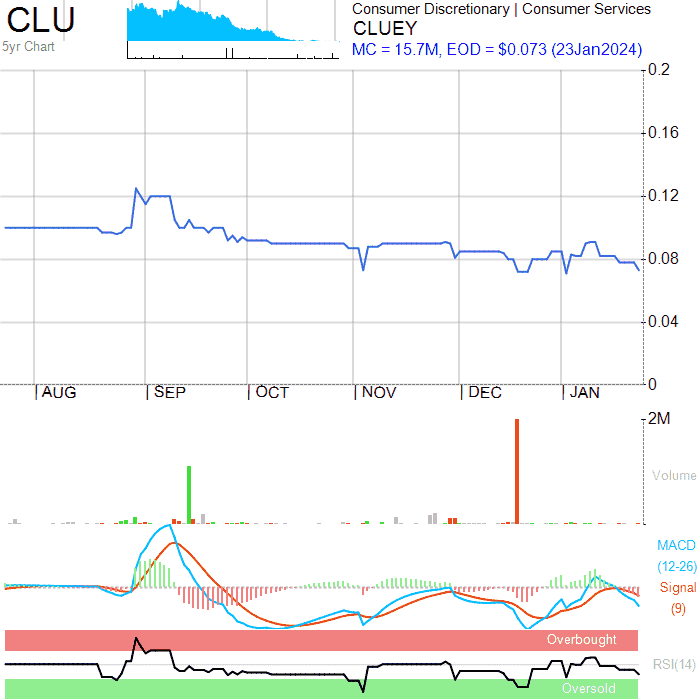 CLU
5yr Chart
Consumer Discretionary | Consumer Services
CLUEY
MC = 15.7M, EOD = $0.073 (23Jan2024)
0.2
0.16
0.12
0.08
0.04
0
AUG SEP OCT NOV DEC JAN
2M
Volume
MACD
(12-26)
Signal
(9)
Overbought
RSI(14)
Oversold